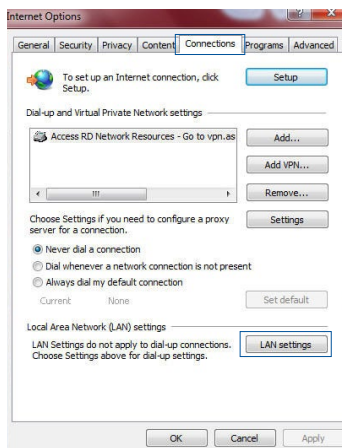 Internet Options
General Security Privacy Content Connections Programs Advanced
To set up an Internet connection, click
Setup.
Setup
Dial-up and Virtual Private Network settings
Access RD Network Resources - Go to vpn.as
Add...
Add VPN...
Remove...
Choose Settings if you need to configure a proxy
server for a connection.
Settings
Never dial a connection
Dial whenever a network connection is not present
Always dial my default connection
Current None
Set default
Local Area Network (LAN) settings
LAN Settings do not apply to dial-up connections.
Choose Settings above for dial-up settings.
LAN settings
OK Cancel Apply